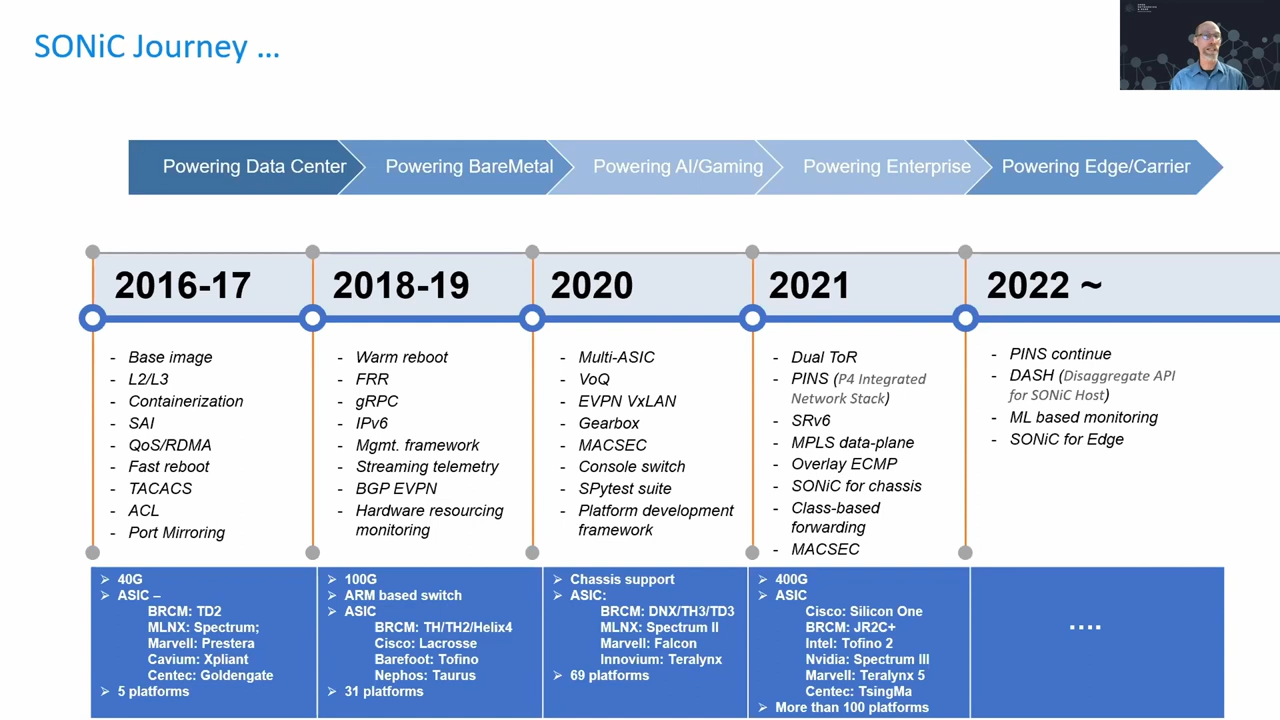 SONiC Journey ...
Powering Data Center
Powering BareMetal
Powering AI/Gaming
Powering Enterprise
Powering Edge/Carrier
2016-17
2018-19
2020
2021
2022 ~
- Base image
- L2/L3
- Containerization
- SAI
- QoS/RDMA
- Fast reboot
- TACACS
- ACL
- Port Mirroring
- Warm reboot
- FRR
- gRPC
- IPv6
- Mgmt. framework
- Streaming telemetry
- BGP EVPN
- Hardware resourcing
monitoring
- Multi-ASIC
- VoQ
- EVPN VxLAN
- Gearbox
- MACSEC
- Console switch
- SPytest suite
- Platform development
framework
- Dual ToR
- PINS (P4 Integrated
Network Stack)
- SRv6
- MPLS data-plane
- Overlay ECMP
- SONiC for chassis
- Class-based
forwarding
- MACSEC
- PINS continue
- DASH (Disaggregate API
for SONiC Host)
- ML based monitoring
- SONiC for Edge
➢ 40G
➢ ASIC –
BRCM: TD2
MLNX: Spectrum;
Marvell: Prestera
Cavium: Xpliant
Centec: Goldengate
➢ 5 platforms
➢ 100G
➢ ARM based switch
➢ ASIC
BRCM: TH/TH2/Helix4
Cisco: Lacrosse
Barefoot: Tofino
Nephos: Taurus
➢ 31 platforms
➢ Chassis support
➢ ASIC:
BRCM: DNX/TH3/TD3
MLNX: Spectrum II
Marvell: Falcon
Innovium: Teralynx
➢ 69 platforms
➢ 400G
➢ ASIC
Cisco: Silicon One
BRCM: JR2C+
Intel: Tofino 2
Nvidia: Spectrum III
Marvell: Teralynx 5
Centec: TsingMa
➢ More than 100 platforms
....